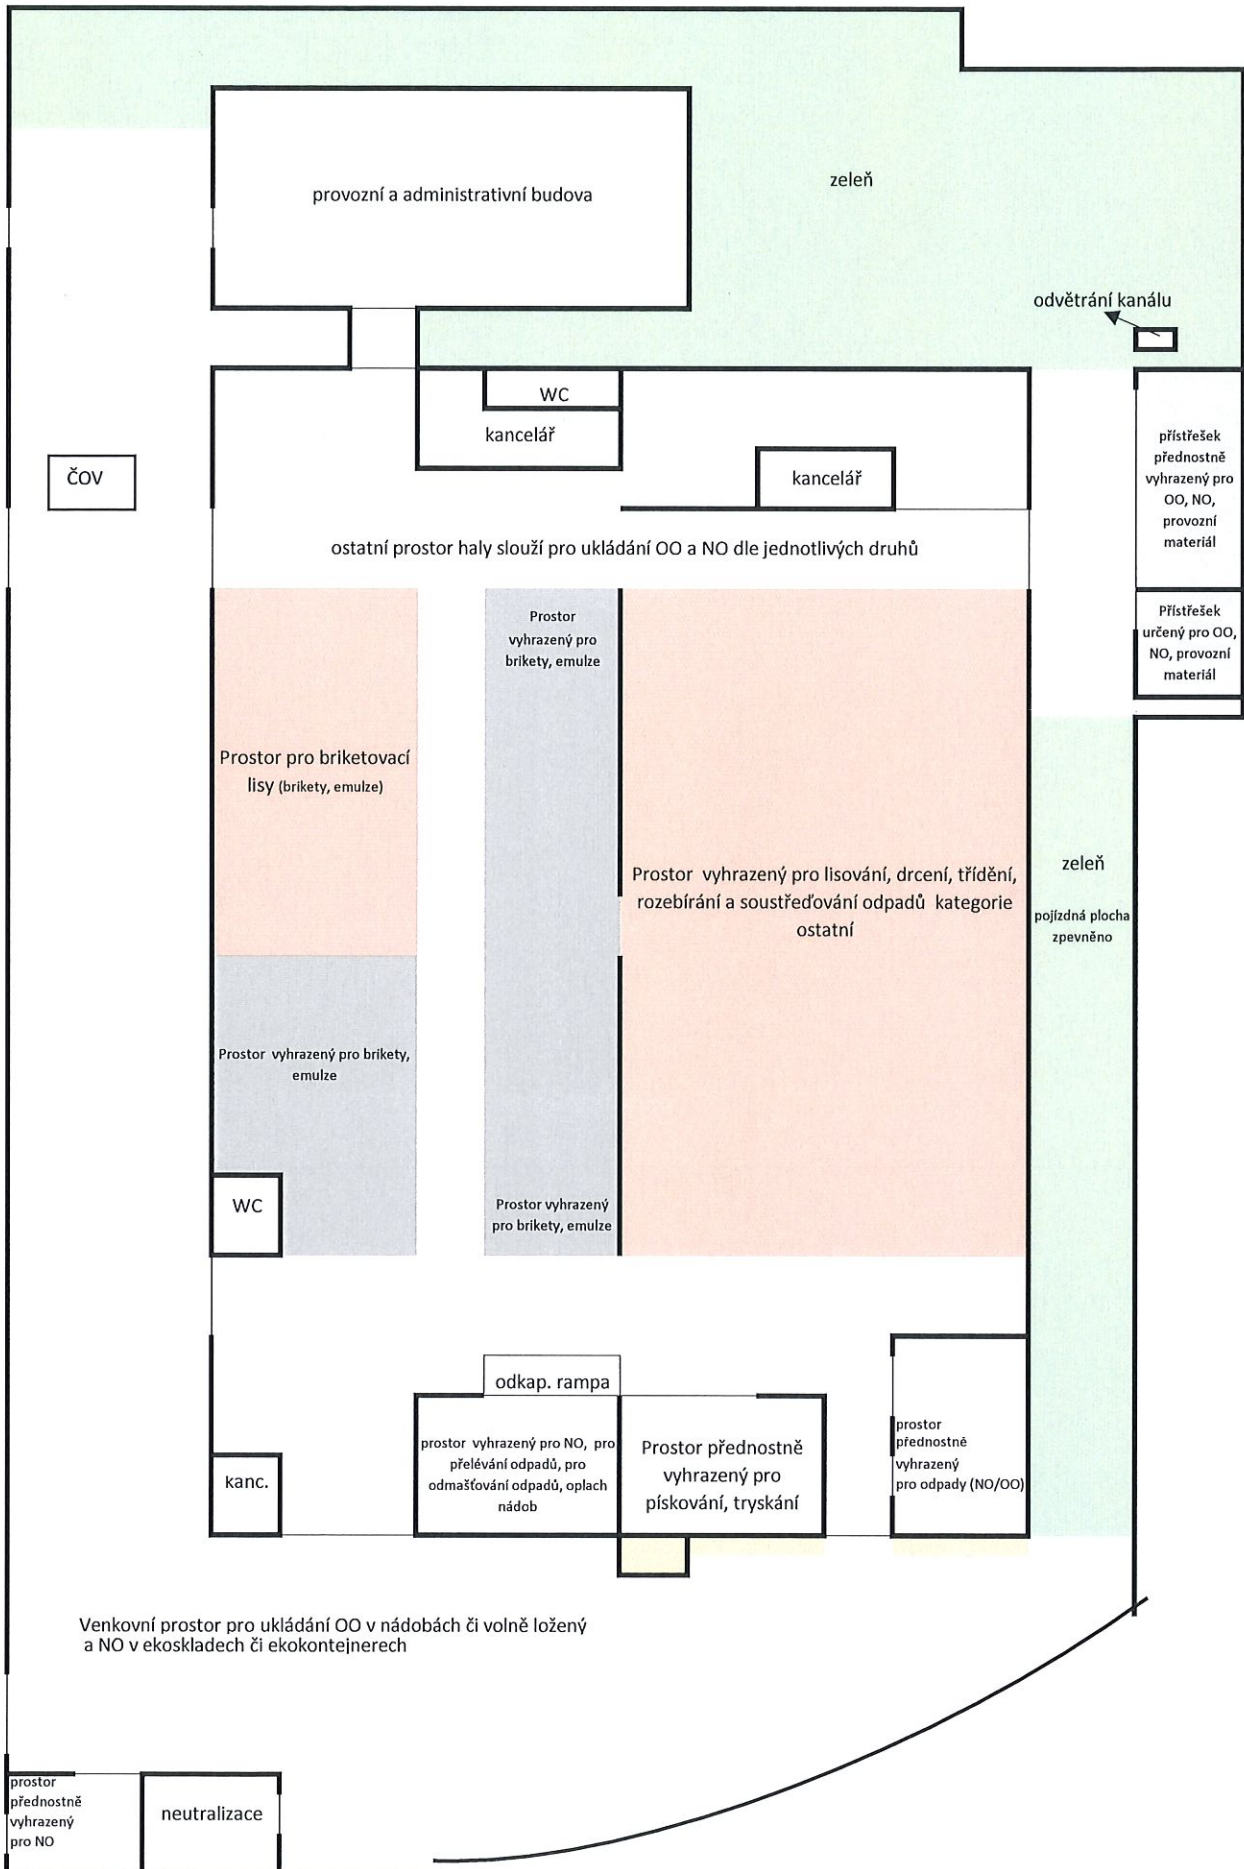 provozní a administrativní budova
zeleň
odvětrání kanálu
WC
kancelář
kancelář
ČOV
přístřešek
přednostně
vyhrazený pro
OO, NO,
provozní
materiál
ostatní prostor haly slouží pro ukládání OO a NO dle jednotlivých druhů
Prostor
vyhrazený pro
brikety, emulze
Přístřešek
určený pro OO,
NO, provozní
materiál
Prostor pro briketovací
lisy (brikety, emulze)
Prostor vyhrazený pro lisování, drcení, třídění,
rozebírání a soustřeďování odpadů kategorie
ostatní
zeleň
pojízdná plocha
zpevněno
Prostor vyhrazený pro brikety,
emulze
WC
Prostor vyhrazený
pro brikety, emulze
odkap. rampa
kanc.
prostor vyhrazený pro NO, pro
přelévání odpadů, pro
odmašťování odpadů, oplach
nádob
Prostor přednostně
vyhrazený pro
pískování, tryskání
prostor
přednostně
vyhrazený
pro odpady (NO/OO)
Venkovní prostor pro ukládání OO v nádobách či volně ložený
a NO v ekoskladech či ekokontejnerech
prostor
přednostně
vyhrazený
pro NO
neutralizace